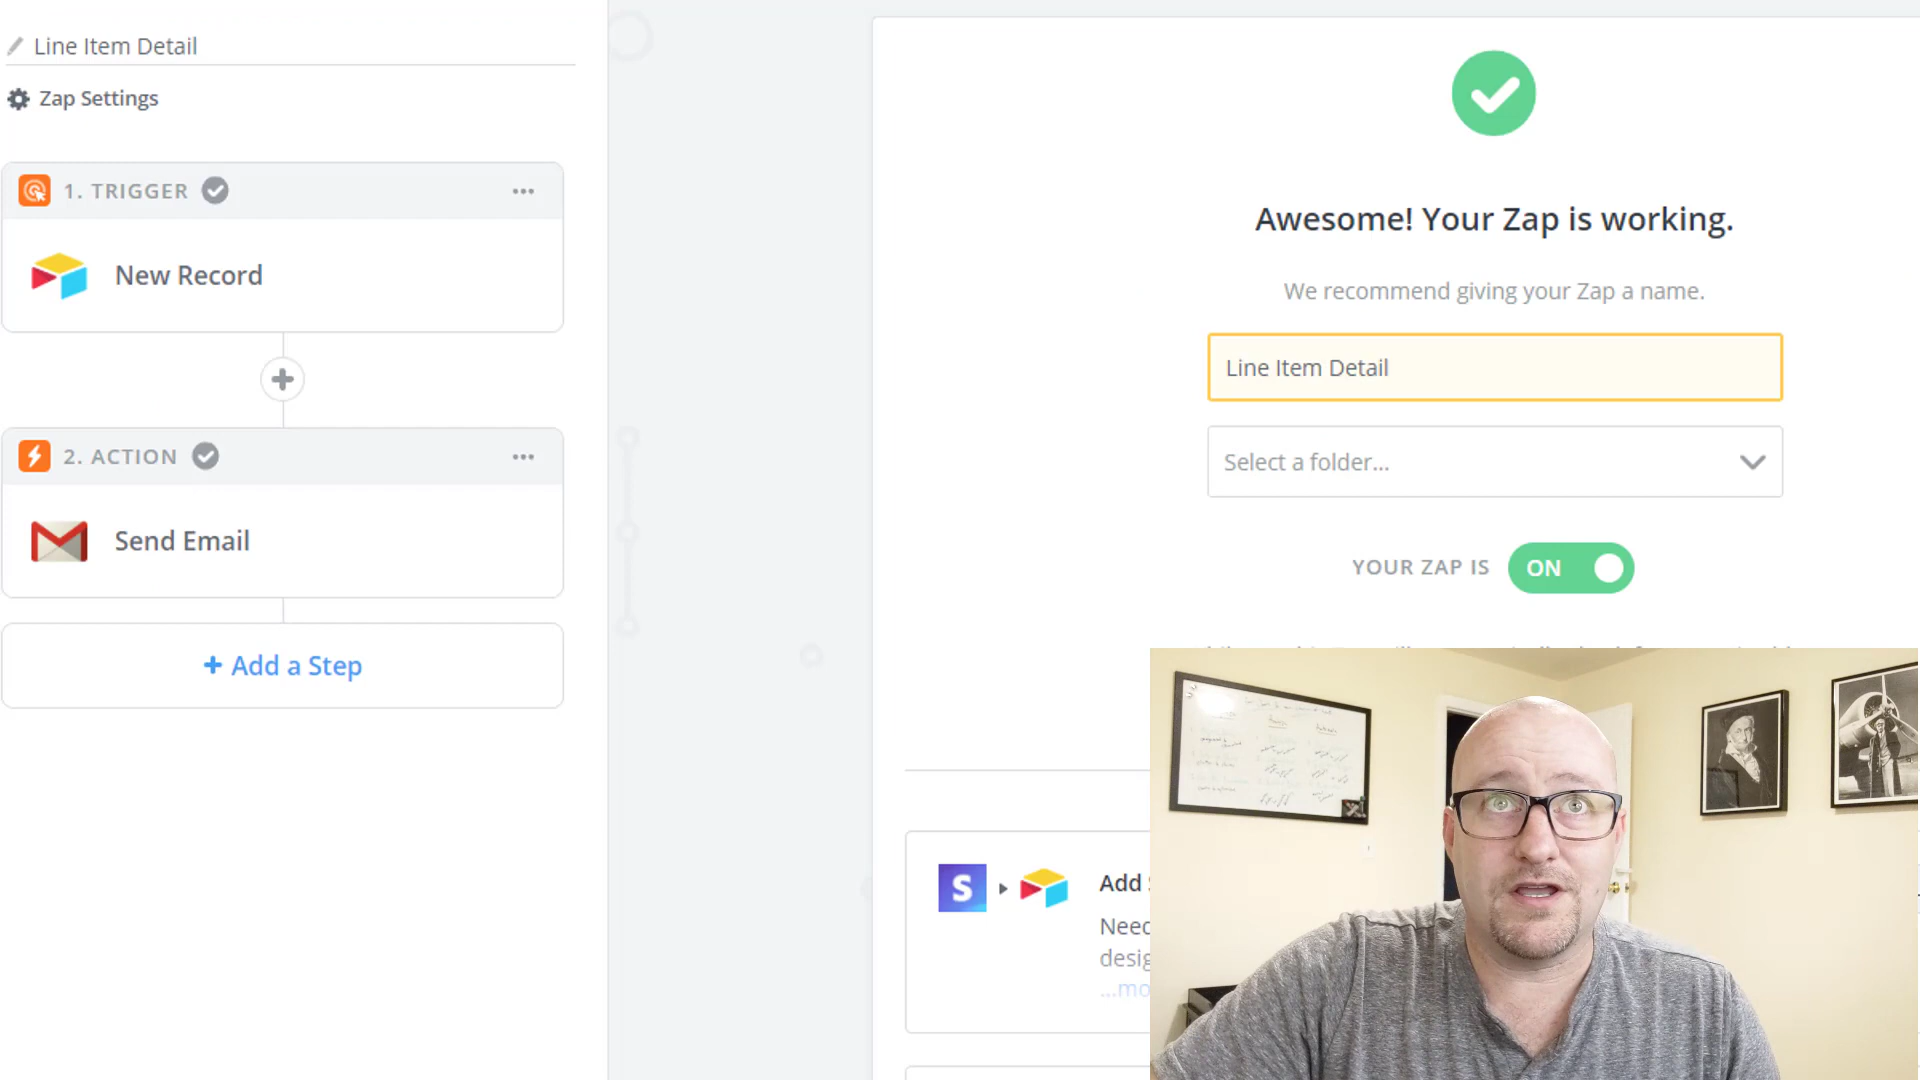 Line Item Detail
Zap Settings
1. TRIGGER
New Record
2. ACTION
Send Email
+ Add a Step
Awesome! Your Zap is working.
We recommend giving your Zap a name.
Line Item Detail
Select a folder...
YOUR ZAP IS ON
S
Add
Need
desig
...mo